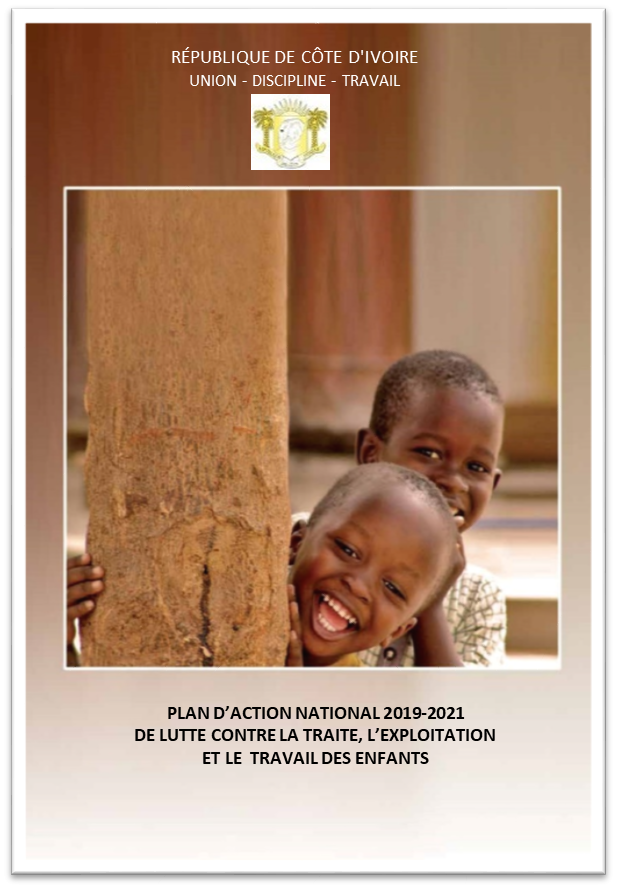 RÉPUBLIQUE DE CÔTE D'IVOIRE
UNION - DISCIPLINE - TRAVAIL
PLAN D’ACTION NATIONAL 2019-2021
DE LUTTE CONTRE LA TRAITE, L’EXPLOITATION
ET LE TRAVAIL DES ENFANTS